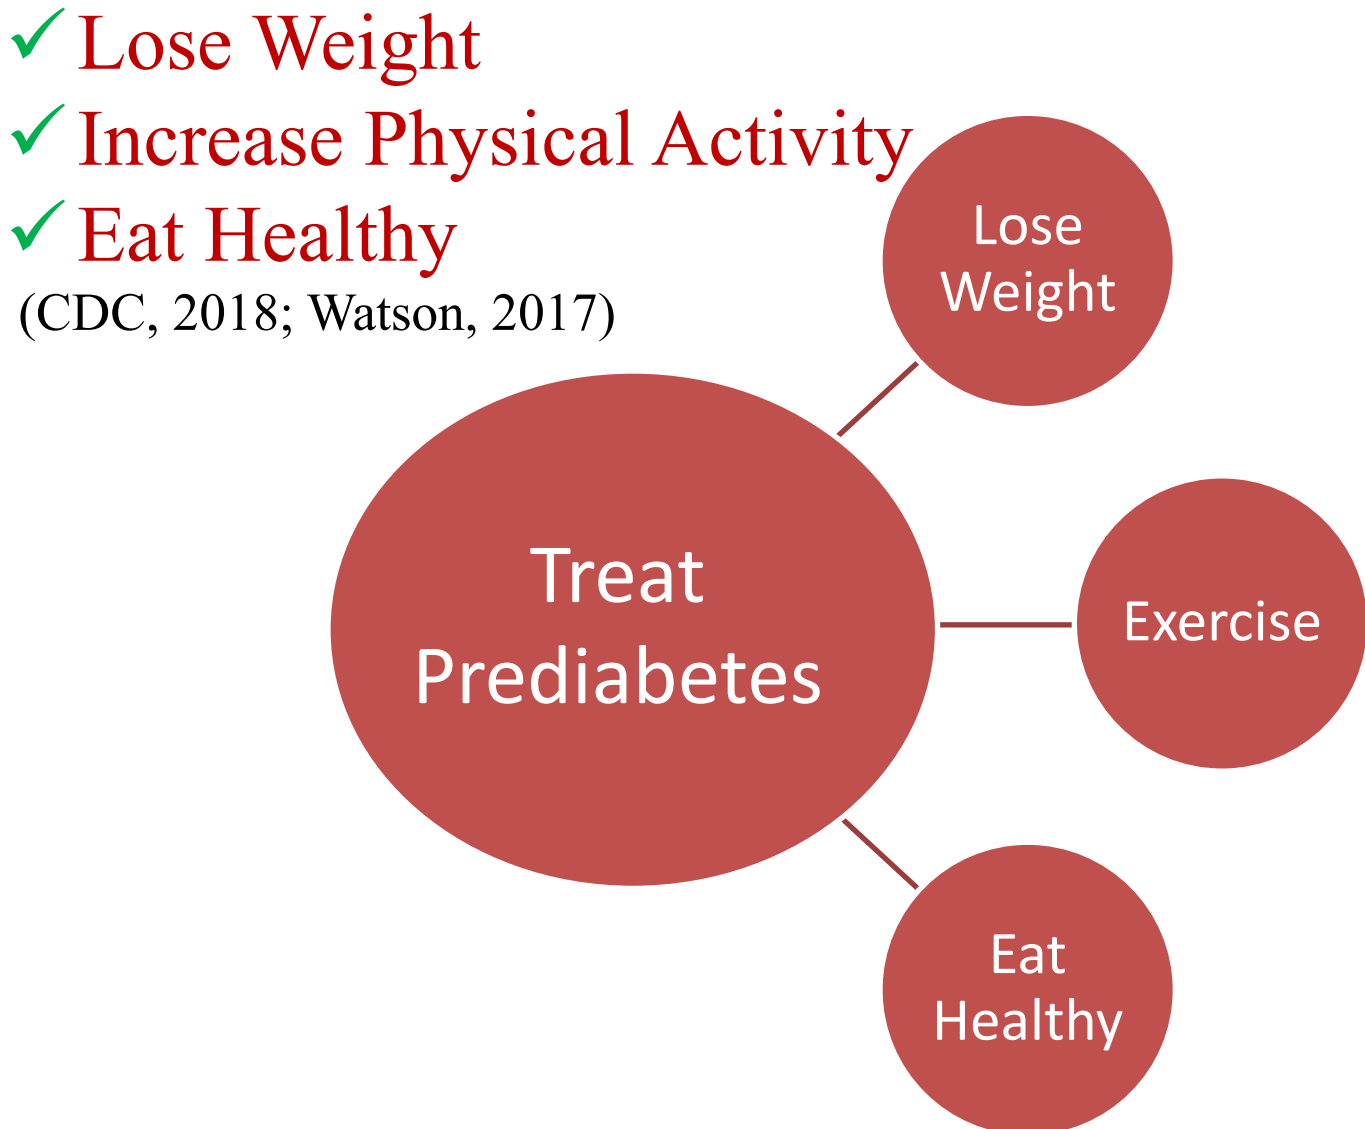 ✓ Lose Weight
✓ Increase Physical Activity
✓ Eat Healthy
(CDC, 2018; Watson, 2017)
Lose
Weight
Treat
Prediabetes
Exercise
Eat
Healthy